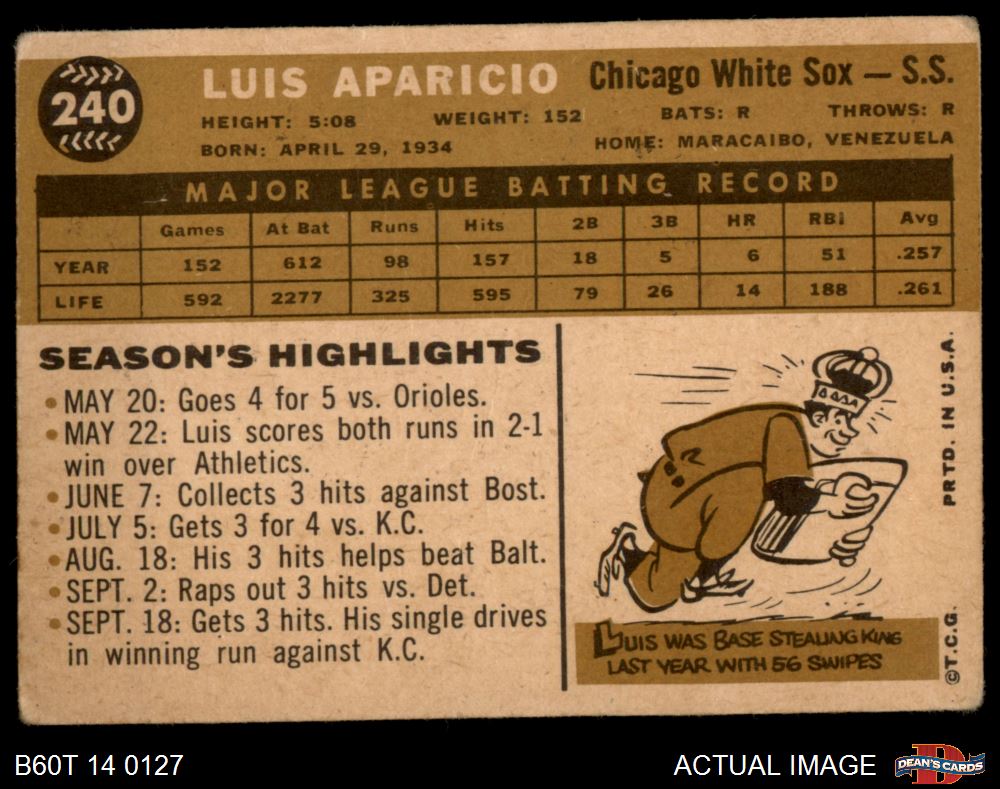 240
LUIS APARICIO Chicago White Sox — S.S.
HEIGHT: 5:08 WEIGHT: 152 BATS: R THROWS: R
BORN: APRIL 29, 1934 HOME: MARACAIBO, VENEZUELA
MAJOR LEAGUE BATTING RECORD
Games At Bat Runs Hits 2B 3B HR RBI Avg
YEAR 152 612 98 157 18 5 6 51 .257
LIFE 592 2277 325 595 79 26 14 188 .261
SEASON'S HIGHLIGHTS
• MAY 20: Goes 4 for 5 vs. Orioles.
• MAY 22: Luis scores both runs in 2-1
win over Athletics.
• JUNE 7: Collects 3 hits against Bost.
• JULY 5: Gets 3 for 4 vs. K.C.
• AUG. 18: His 3 hits helps beat Balt.
• SEPT. 2: Raps out 3 hits vs. Det.
• SEPT. 18: Gets 3 hits. His single drives
in winning run against K.C.
LUIS WAS BASE STEALING KING
LAST YEAR WITH 56 SWIPES
©T.C.G. PRTD. IN U.S.A.
B60T 14 0127 ACTUAL IMAGE
D
DEAN'S CARDS